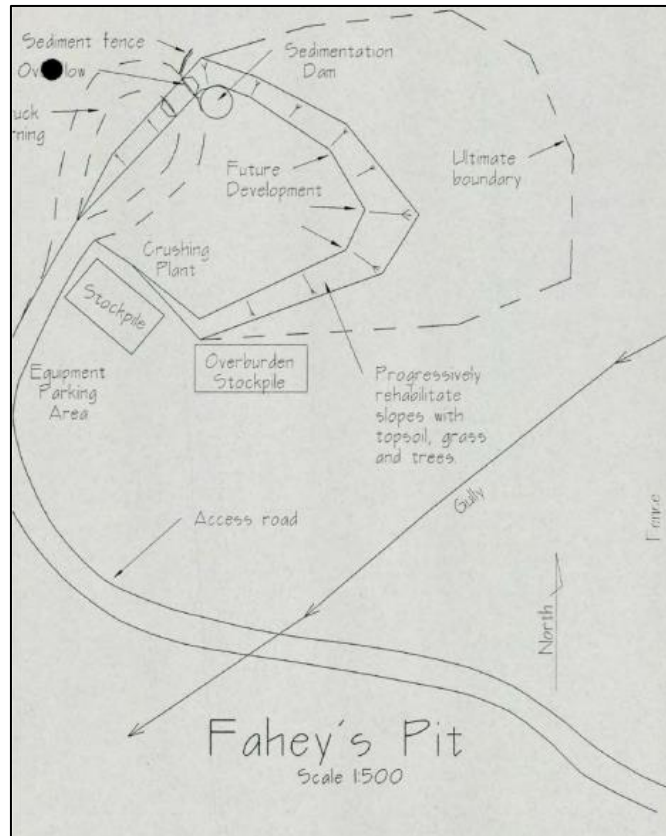 Sediment fence
Sedimentation
Dam
Future
Development
Ultimate
boundary
Crushing
Plant
Stockpile
Overburden
Stockpile
Equipment
Parking
Area
Progressively
rehabilitate
slopes with
topsoil, grass
and trees.
Gully
Fence
Access road
North
Fahey's Pit
Scale 1:500